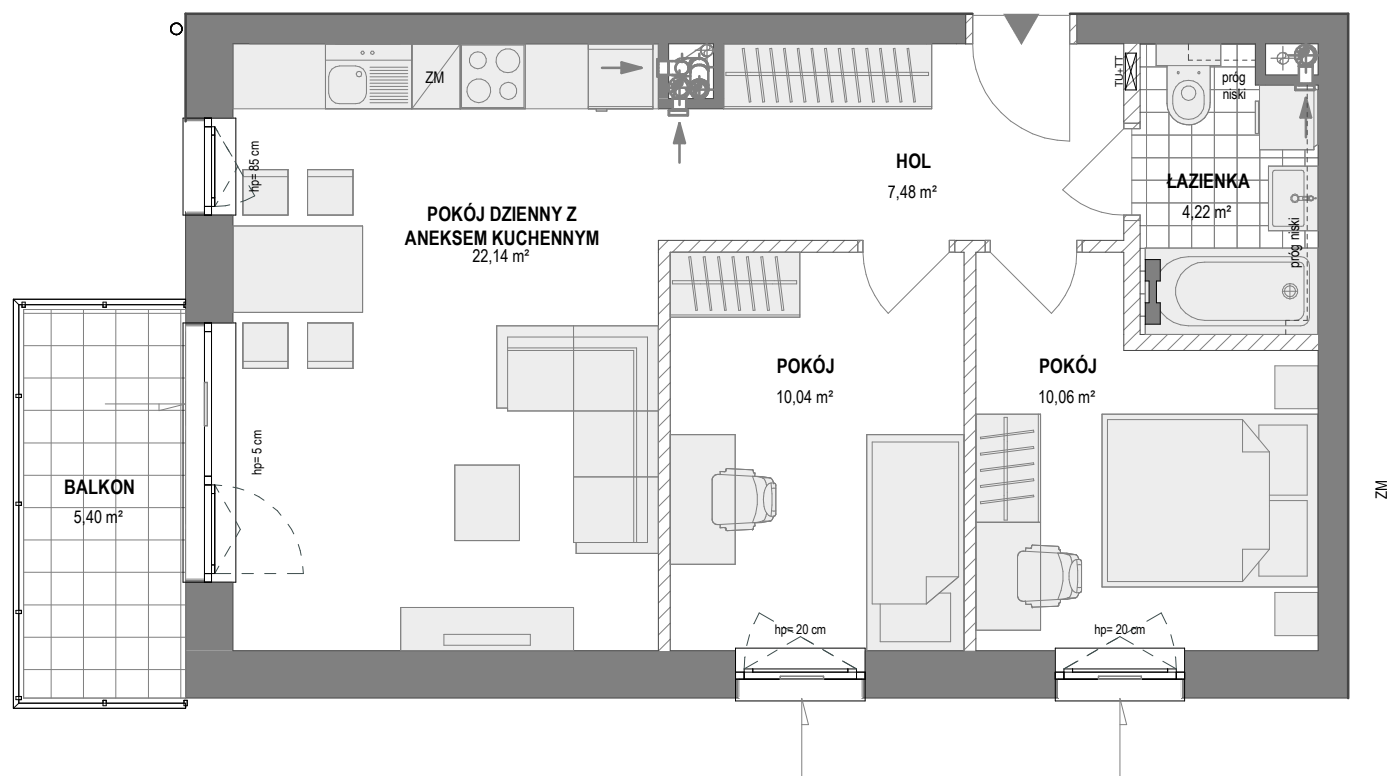 ZM
TU+TT
próg
niski
HOL
7,48 m²
ŁAZIENKA
4,22 m²
hp= 85 cm
POKÓJ DZIENNY Z
ANEKSEM KUCHENNYM
22,14 m²
próg niski
POKÓJ
10,04 m²
POKÓJ
10,06 m²
hp= 5 cm
BALKON
5,40 m²
ZM
hp= 20 cm
hp= 20 cm